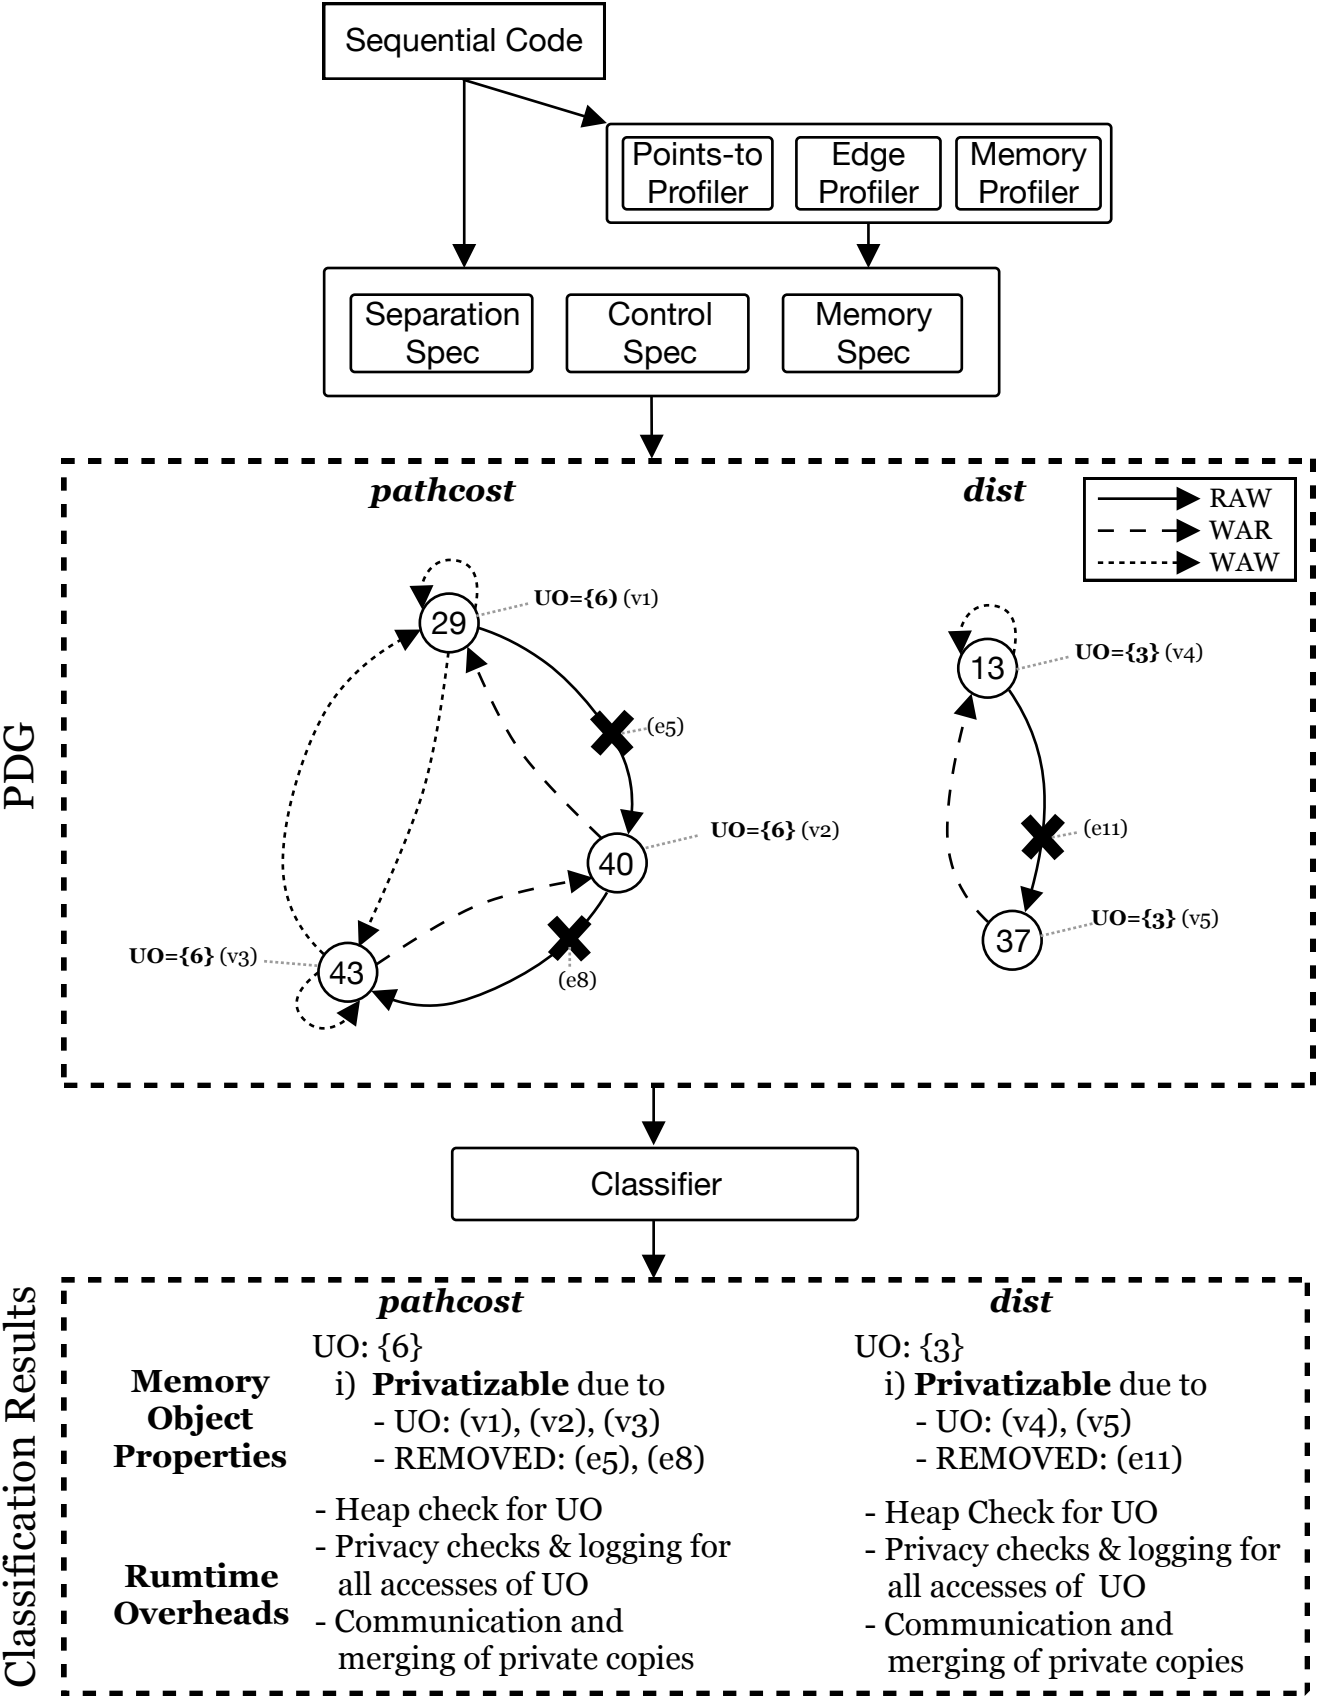 Sequential Code
Points-to
Profiler
Edge
Profiler
Memory
Profiler
Separation
Spec
Control
Spec
Memory
Spec
PDG
pathcost
dist
RAW
WAR
WAW
29
UO={6) (v1)
(e5)
40
UO={6} (v2)
43
UO={6} (v3)
(e8)
13
UO={3} (v4)
(e11)
37
UO={3} (v5)
Classifier
Classification Results
pathcost
dist
Memory
Object
Properties
UO: {6}
i) Privatizable due to
- UO: (v1), (v2), (v3)
- REMOVED: (e5), (e8)
UO: {3}
i) Privatizable due to
- UO: (v4), (v5)
- REMOVED: (e11)
Rumtime
Overheads
- Heap check for UO
- Privacy checks & logging for
all accesses of UO
- Communication and
merging of private copies
- Heap Check for UO
- Privacy checks & logging for
all accesses of UO
- Communication and
merging of private copies